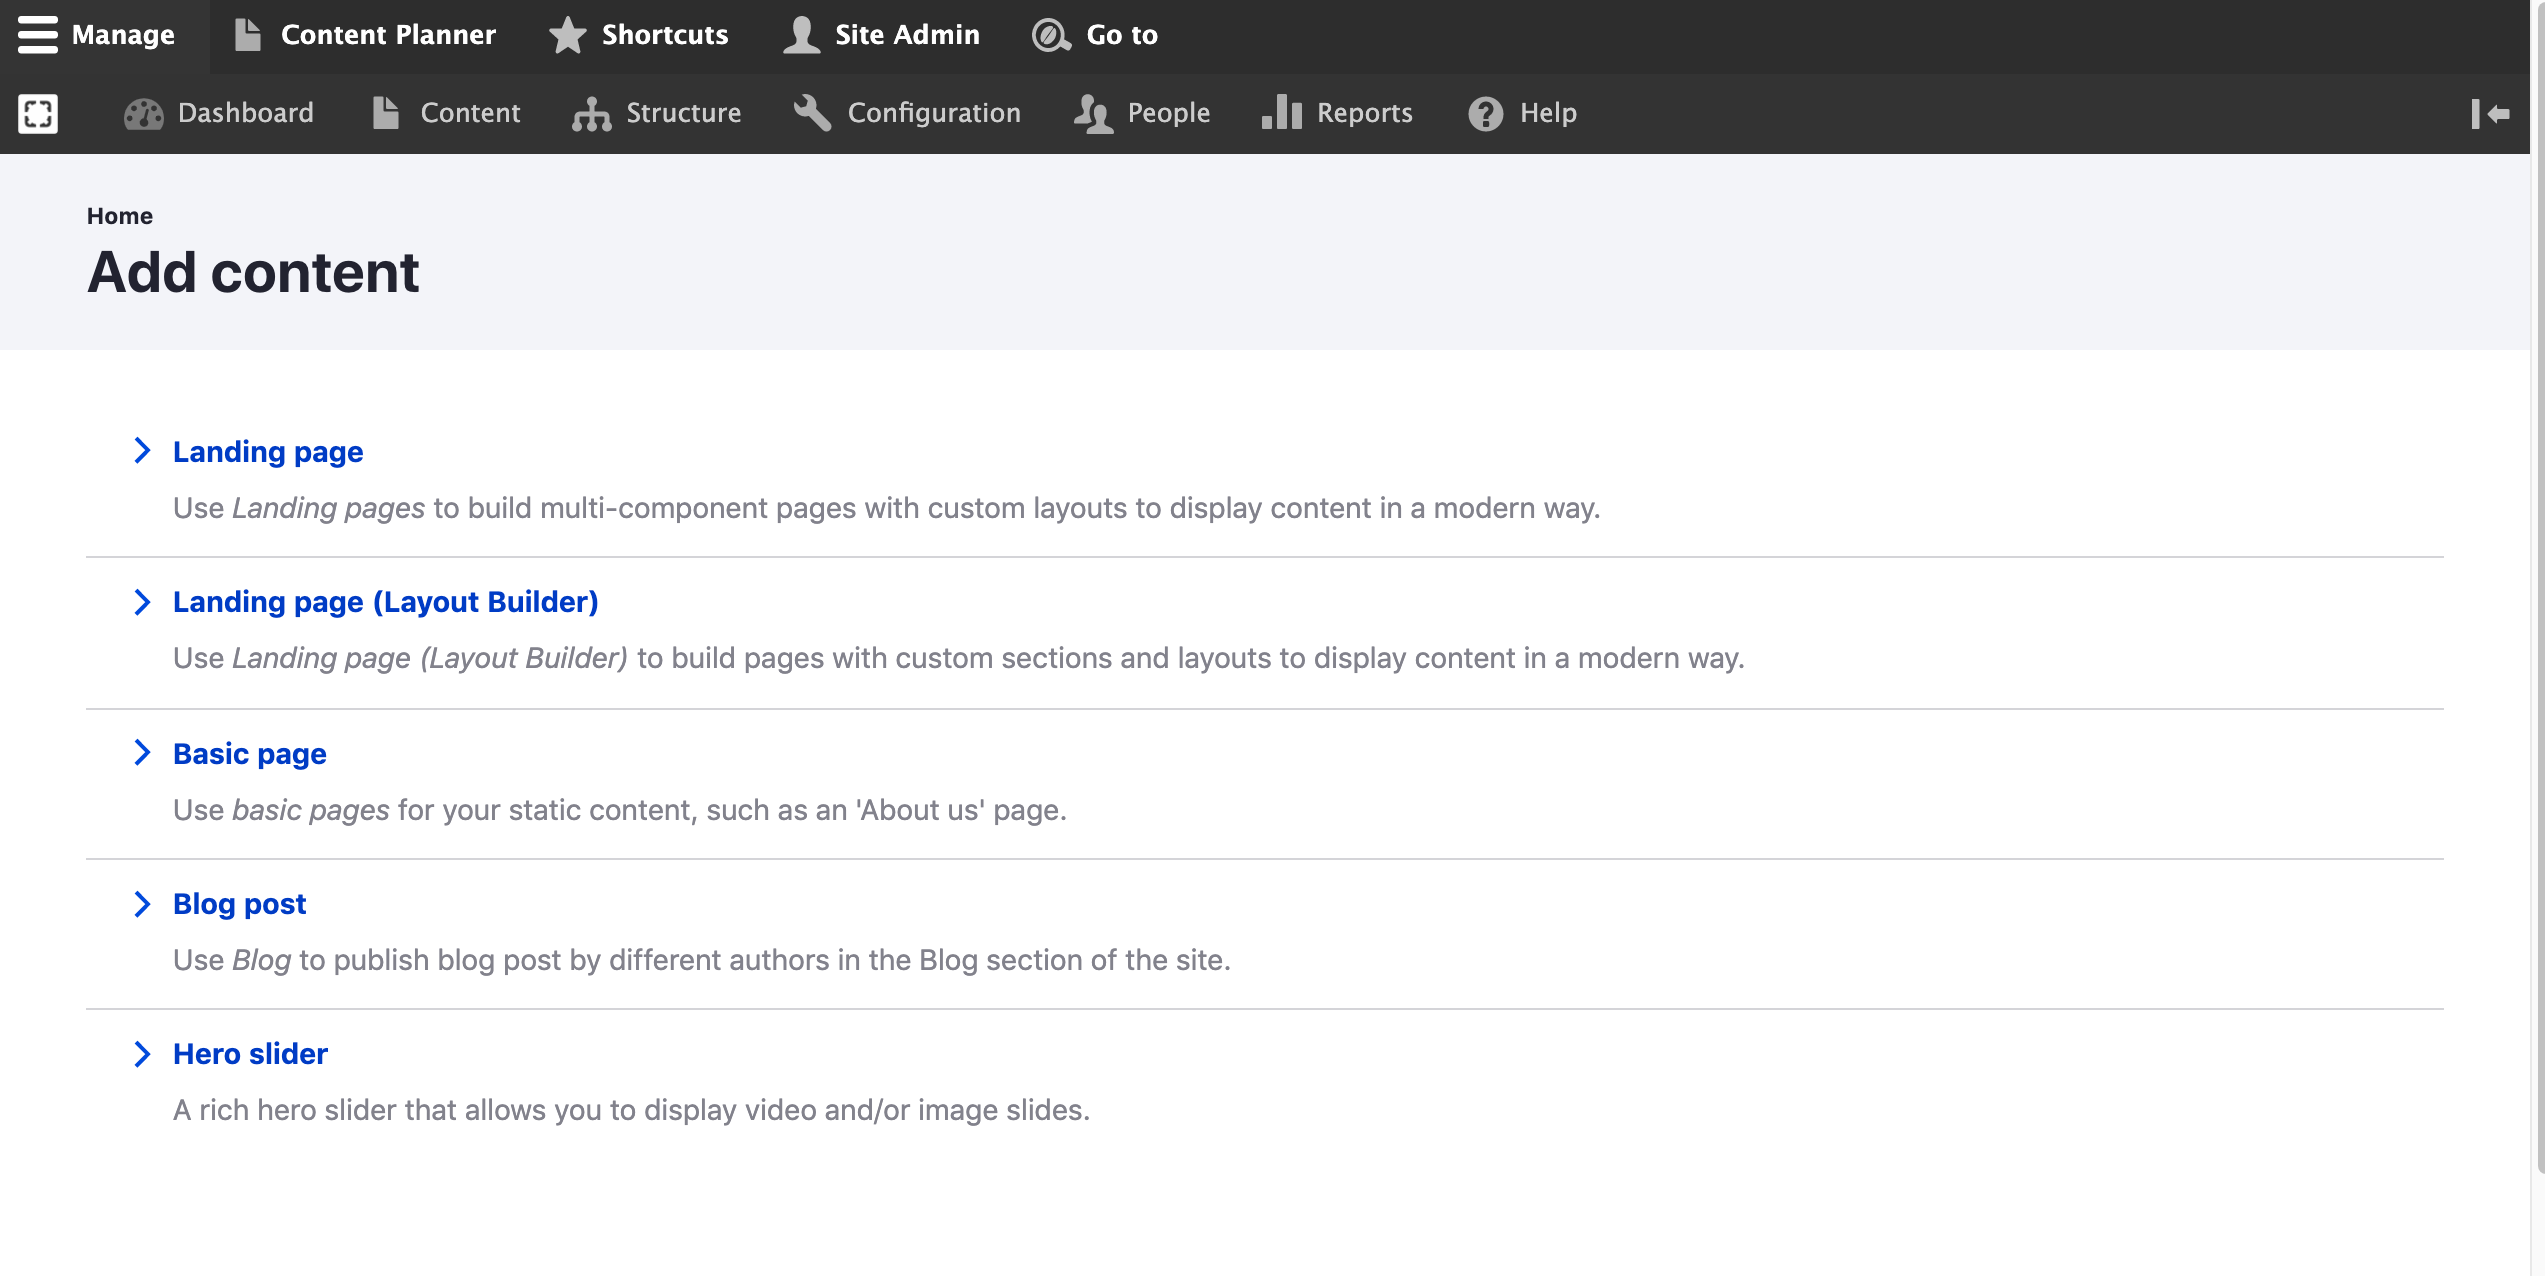 Manage Content Planner Shortcuts Site Admin Go to
Dashboard Content Structure Configuration People Reports Help
Home
Add content
Landing page
Use Landing pages to build multi-component pages with custom layouts to display content in a modern way.
Landing page (Layout Builder)
Use Landing page (Layout Builder) to build pages with custom sections and layouts to display content in a modern way.
Basic page
Use basic pages for your static content, such as an 'About us' page.
Blog post
Use Blog to publish blog post by different authors in the Blog section of the site.
Hero slider
A rich hero slider that allows you to display video and/or image slides.